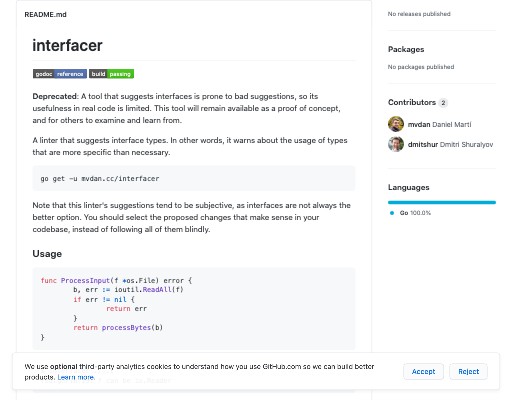 README.md
No releases published
interfacer
godoc reference build passing
Packages
No packages published
Deprecated: A tool that suggests interfaces is prone to bad suggestions, so its
usefulness in real code is limited. This tool will remain available as a proof of concept,
and for others to examine and learn from.
Contributors 2
mvdan Daniel Martí
dmitshur Dmitri Shuralyov
A linter that suggests interface types. In other words, it warns about the usage of types
that are more specific than necessary.
go get -u mvdan.cc/interfacer
Languages
Go 100.0%
Note that this linter's suggestions tend to be subjective, as interfaces are not always the
better option. You should select the proposed changes that make sense in your
codebase, instead of following all of them blindly.
Usage
func ProcessInput(f *os.File) error {
b, err := ioutil.ReadAll(f)
if err != nil {
return err
}
return processBytes(b)
}
We use optional third-party analytics cookies to understand how you use GitHub.com so we can build better
products. Learn more.
Accept
Reject